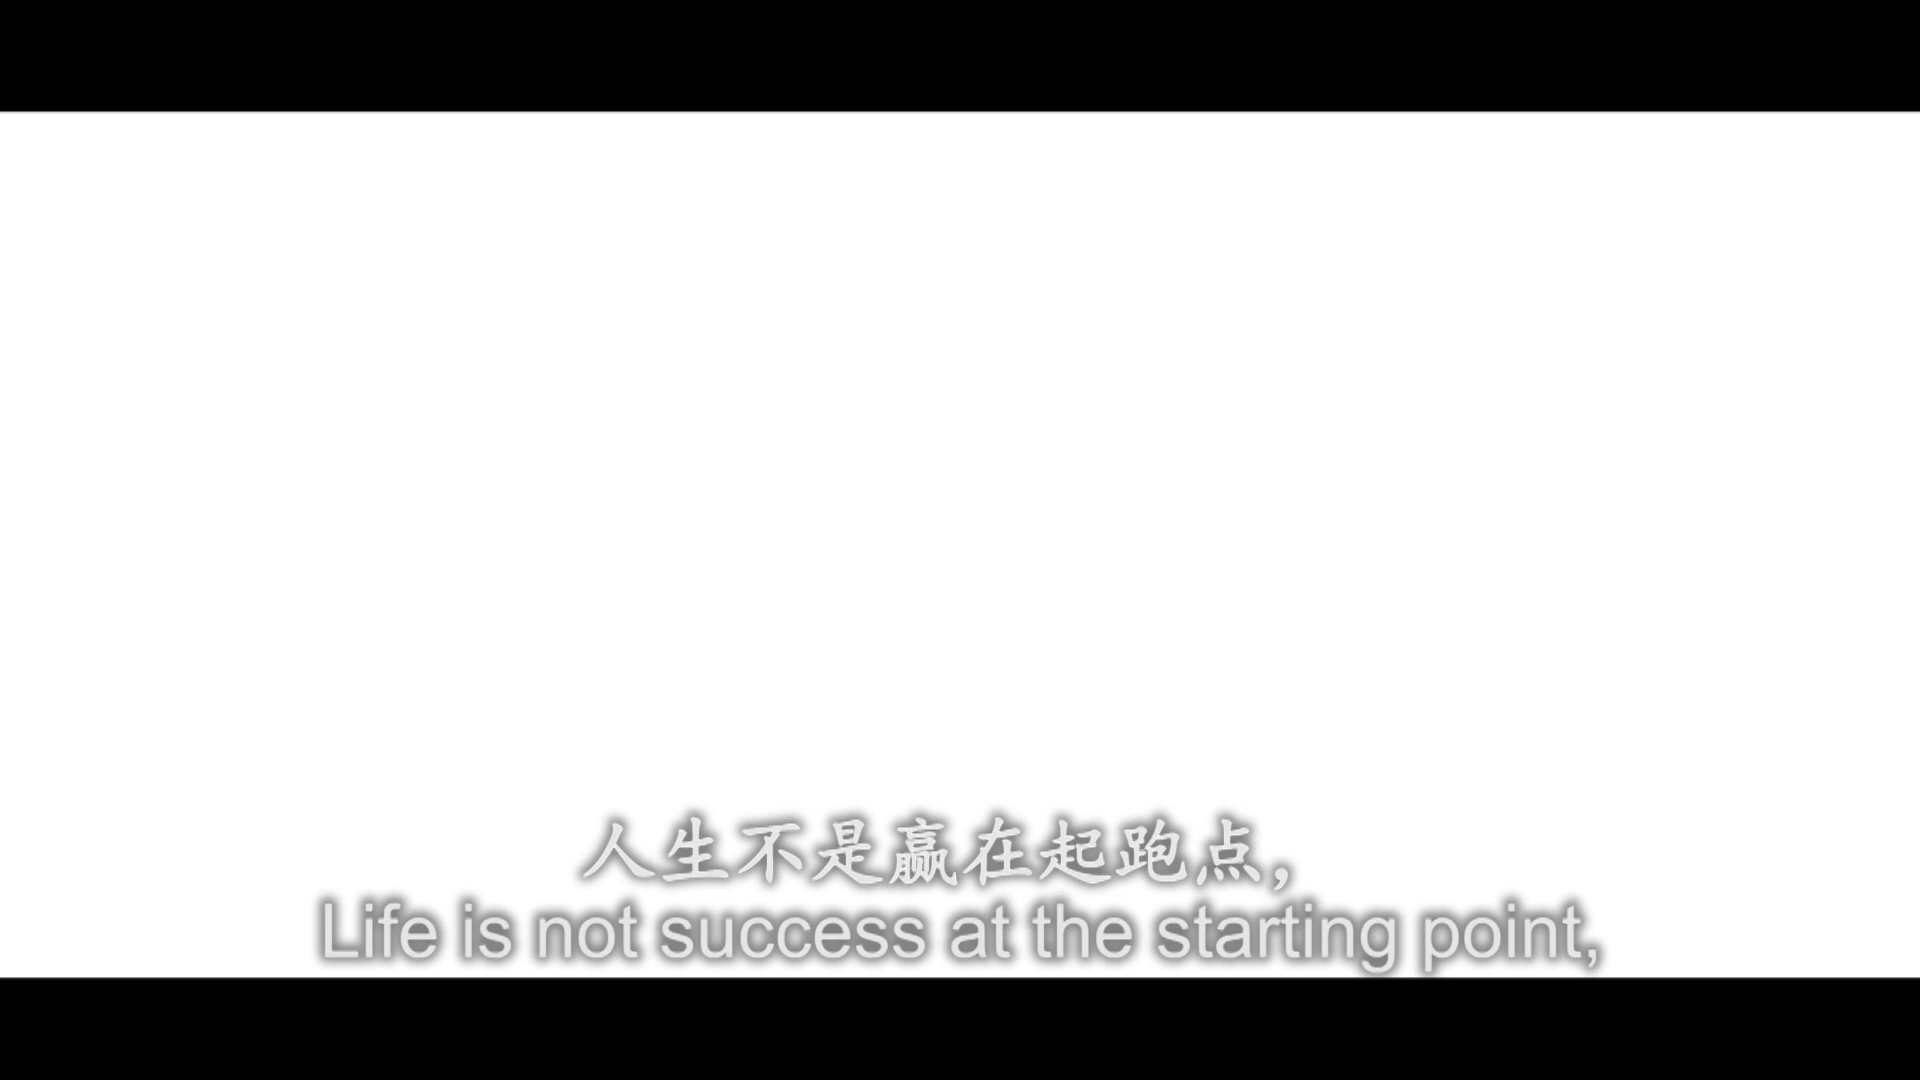 人生不是赢在起跑点，
Life is not success at the starting point,